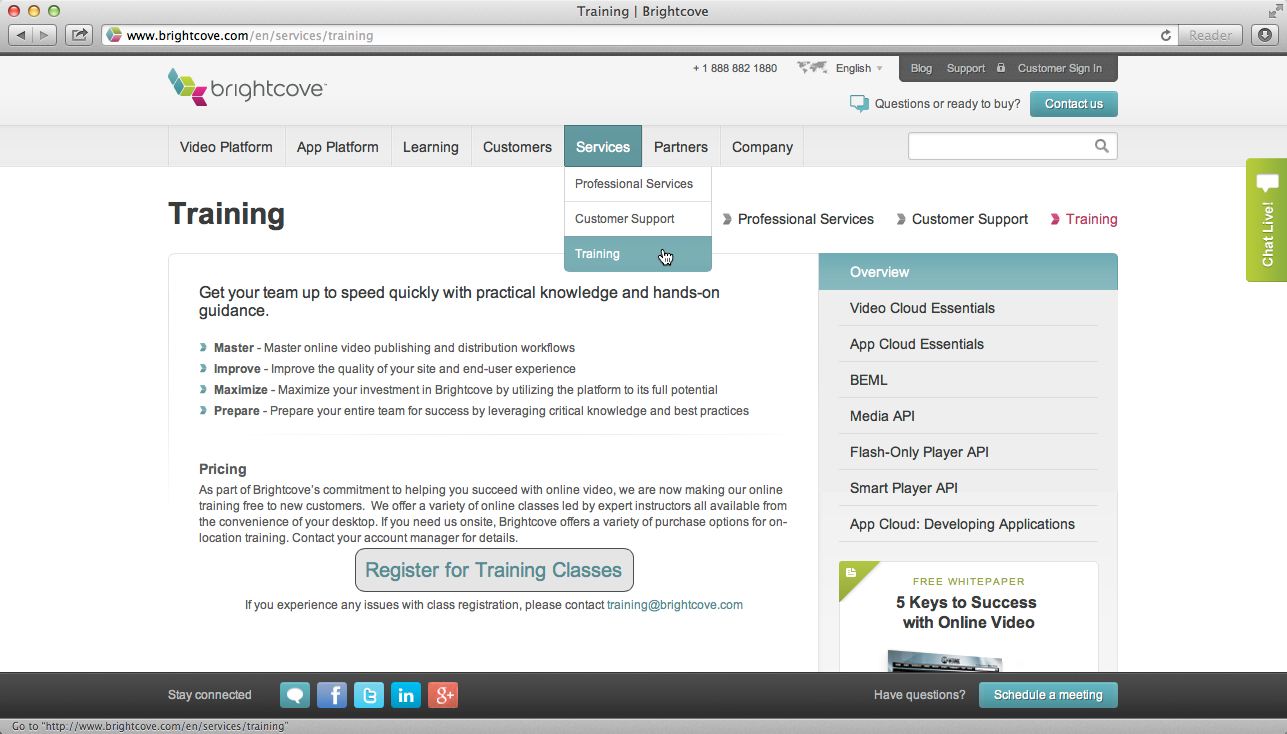 Training | Brightcove
www.brightcove.com/en/services/training
Reader
+ 1 888 882 1880
English
Blog
Support
Customer Sign In
brightcove™
Questions or ready to buy?
Contact us
Video Platform
App Platform
Learning
Customers
Services
Partners
Company
Professional Services
Customer Support
Training
Training
Professional Services
Customer Support
Training
Chat Live!
Get your team up to speed quickly with practical knowledge and hands-on
guidance.
Master - Master online video publishing and distribution workflows
Improve - Improve the quality of your site and end-user experience
Maximize - Maximize your investment in Brightcove by utilizing the platform to its full potential
Prepare - Prepare your entire team for success by leveraging critical knowledge and best practices
Pricing
As part of Brightcove's commitment to helping you succeed with online video, we are now making our online
training free to new customers.  We offer a variety of online classes led by expert instructors all available from
the convenience of your desktop. If you need us onsite, Brightcove offers a variety of purchase options for on-
location training. Contact your account manager for details.
Register for Training Classes
If you experience any issues with class registration, please contact training@brightcove.com
Overview
Video Cloud Essentials
App Cloud Essentials
BEML
Media API
Flash-Only Player API
Smart Player API
App Cloud: Developing Applications
FREE WHITEPAPER
5 Keys to Success
with Online Video
Stay connected
Have questions?
Schedule a meeting
Go to "http://www.brightcove.com/en/services/training"